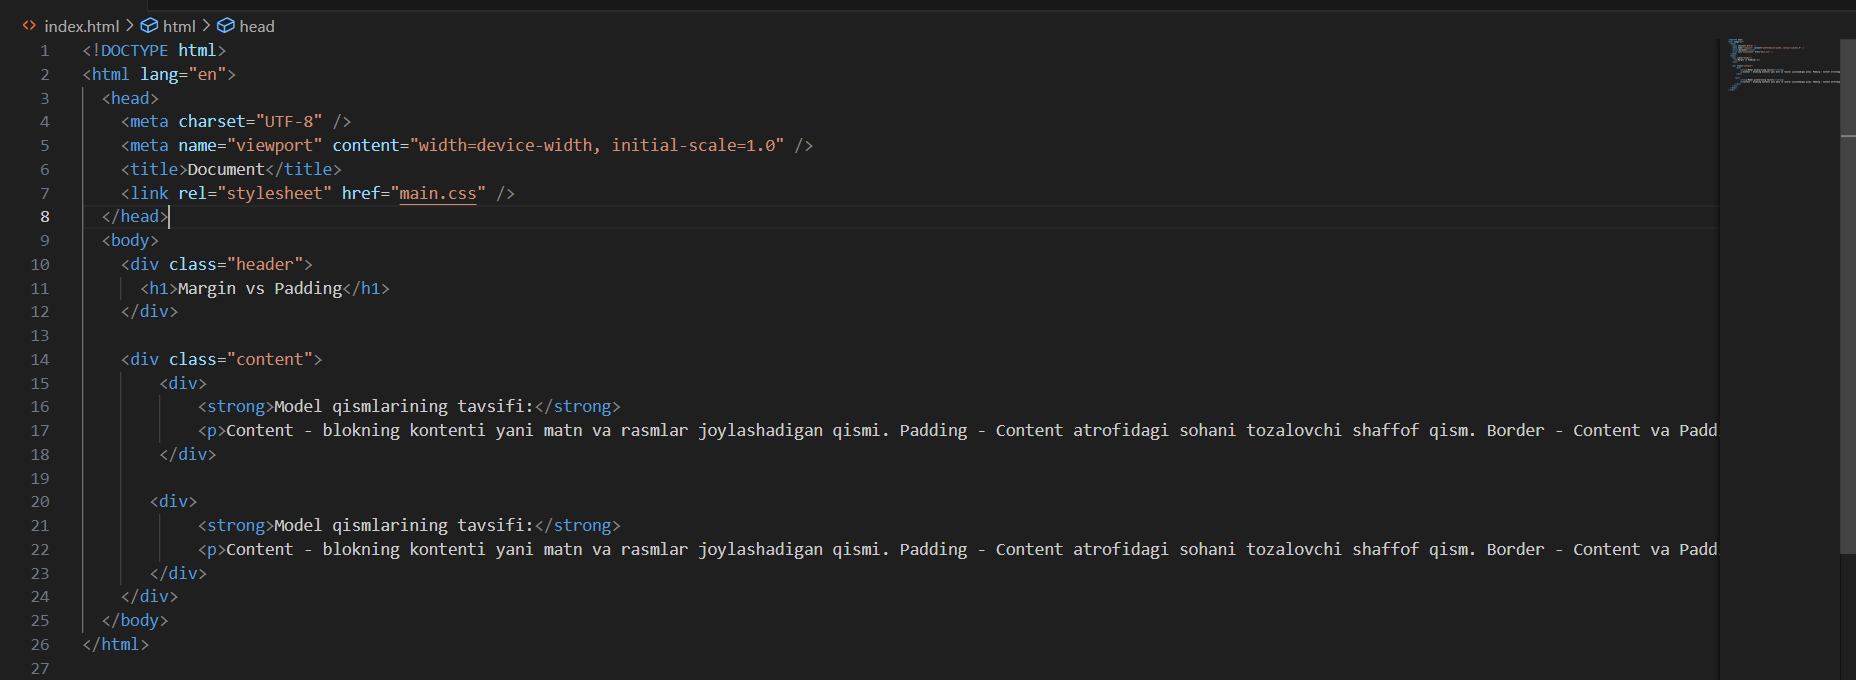 index.html > html > head
1 <!DOCTYPE html>
2 <html lang="en">
3 <head>
4 <meta charset="UTF-8" />
5 <meta name="viewport" content="width=device-width, initial-scale=1.0" />
6 <title>Document</title>
7 <link rel="stylesheet" href="main.css" />
8 </head>
9 <body>
10 <div class="header">
11 <h1>Margin vs Padding</h1>
12 </div>
13
14 <div class="content">
15 <div>
16 <strong>Model qismlarining tavsifi:</strong>
17 <p>Content - blokning kontenti yani matn va rasmlar joylashadigan qismi. Padding - Content atrofidagi sohani tozalovchi shaffof qism. Border - Content va Padd
18 </div>
19
20 <div>
21 <strong>Model qismlarining tavsifi:</strong>
22 <p>Content - blokning kontenti yani matn va rasmlar joylashadigan qismi. Padding - Content atrofidagi sohani tozalovchi shaffof qism. Border - Content va Padd
23 </div>
24 </div>
25 </body>
26 </html>
27